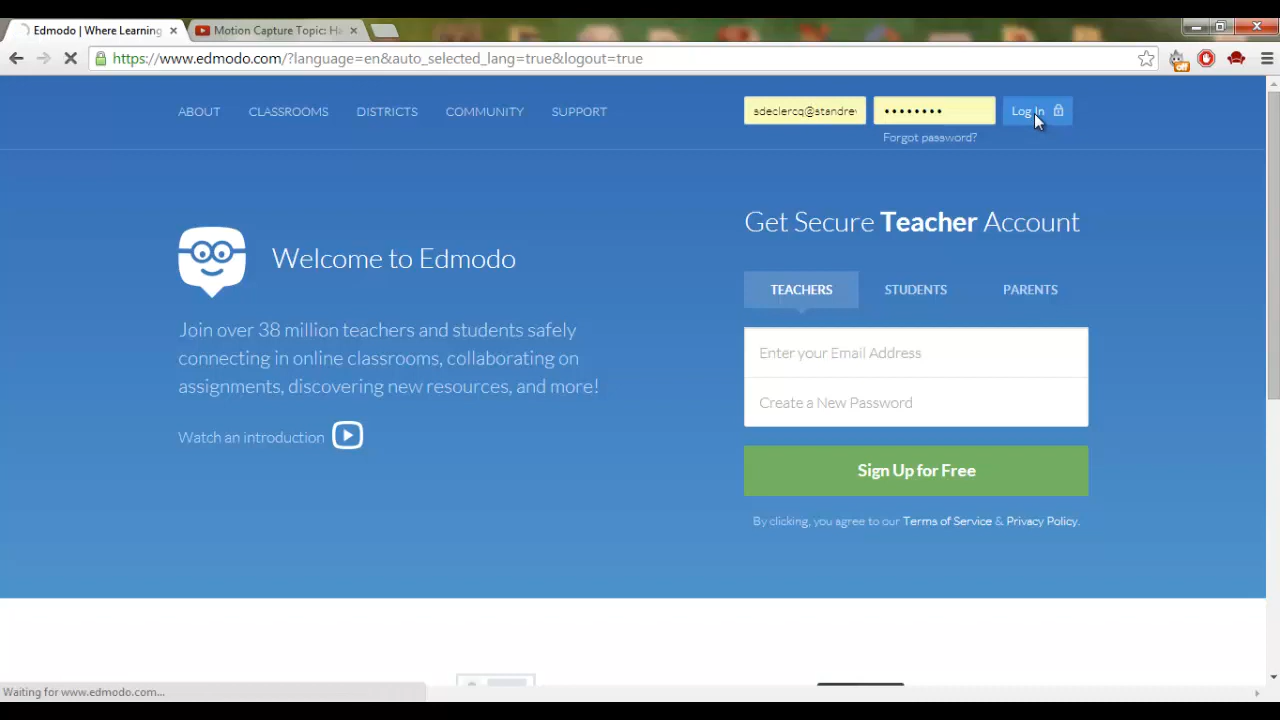 Edmodo | Where Learning
Motion Capture Topic: Ha
https://www.edmodo.com/?language=en&auto_selected_lang=true&logout=true
off
ABOUT CLASSROOMS DISTRICTS COMMUNITY SUPPORT
sdeclercq@standrew
•••••••• Log In
Forgot password?
Get Secure Teacher Account
Welcome to Edmodo
TEACHERS STUDENTS PARENTS
Join over 38 million teachers and students safely
connecting in online classrooms, collaborating on
assignments, discovering new resources, and more!
Enter your Email Address
Create a New Password
Watch an introduction
Sign Up for Free
By clicking, you agree to our Terms of Service & Privacy Policy.
Waiting for www.edmodo.com...